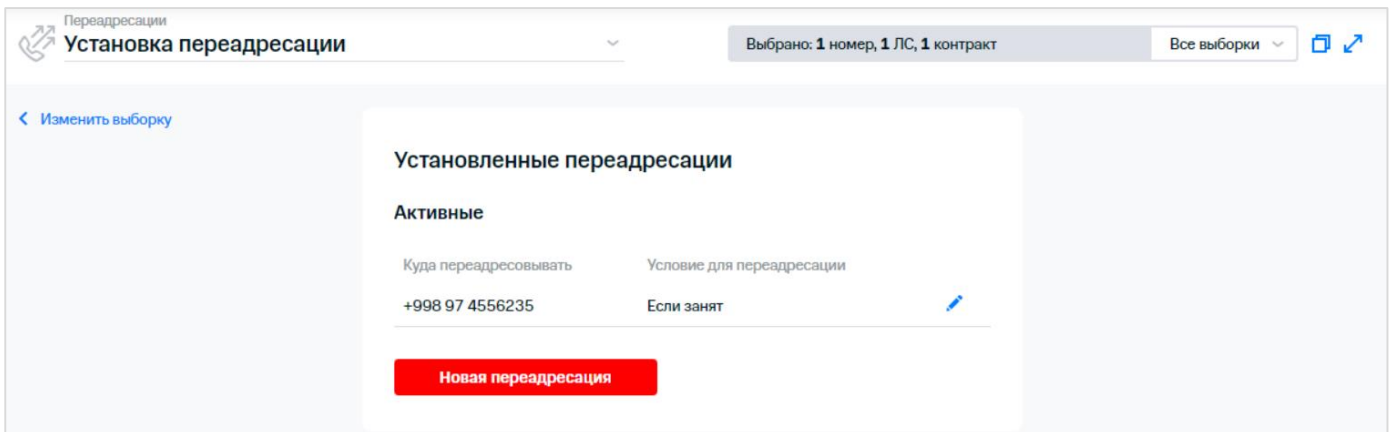 Переадресации
Установка переадресации
Выбрано: 1 номер, 1 ЛС, 1 контракт
Все выборки
Изменить выборку
Установленные переадресации
Активные
Куда переадресовывать Условие для переадресации
+998 97 4556235 Если занят
Новая переадресация